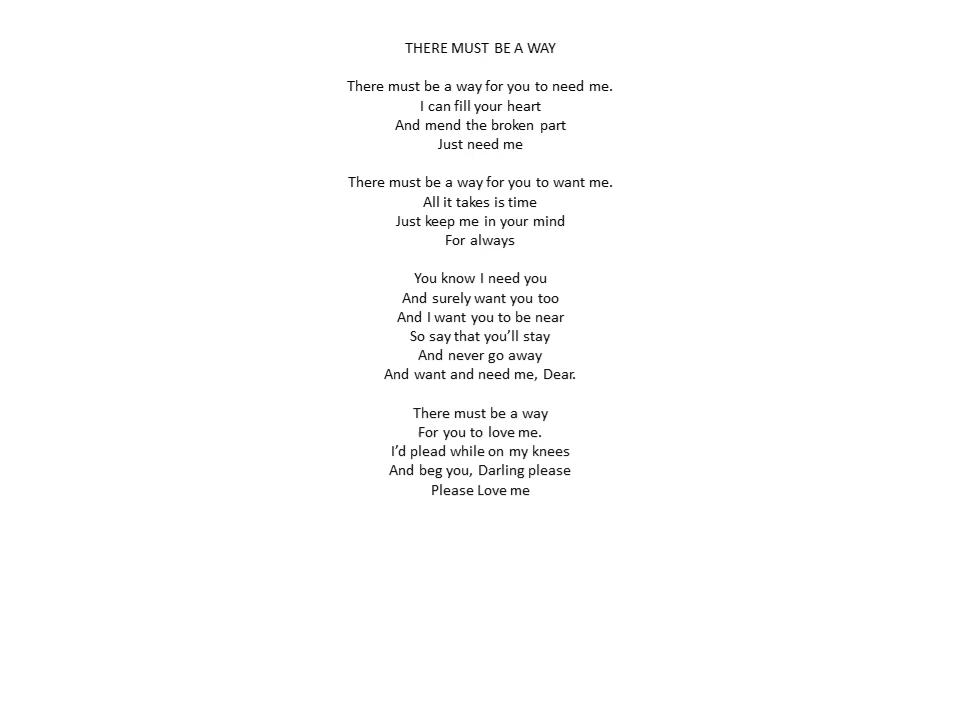 THERE MUST BE A WAY
There must be a way for you to need me.
I can fill your heart
And mend the broken part
Just need me
There must be a way for you to want me.
All it takes is time
Just keep me in your mind
For always
You know I need you
And surely want you too
And I want you to be near
So say that you’ll stay
And never go away
And want and need me, Dear.
There must be a way
For you to love me.
I’d plead while on my knees
And beg you, Darling please
Please Love me